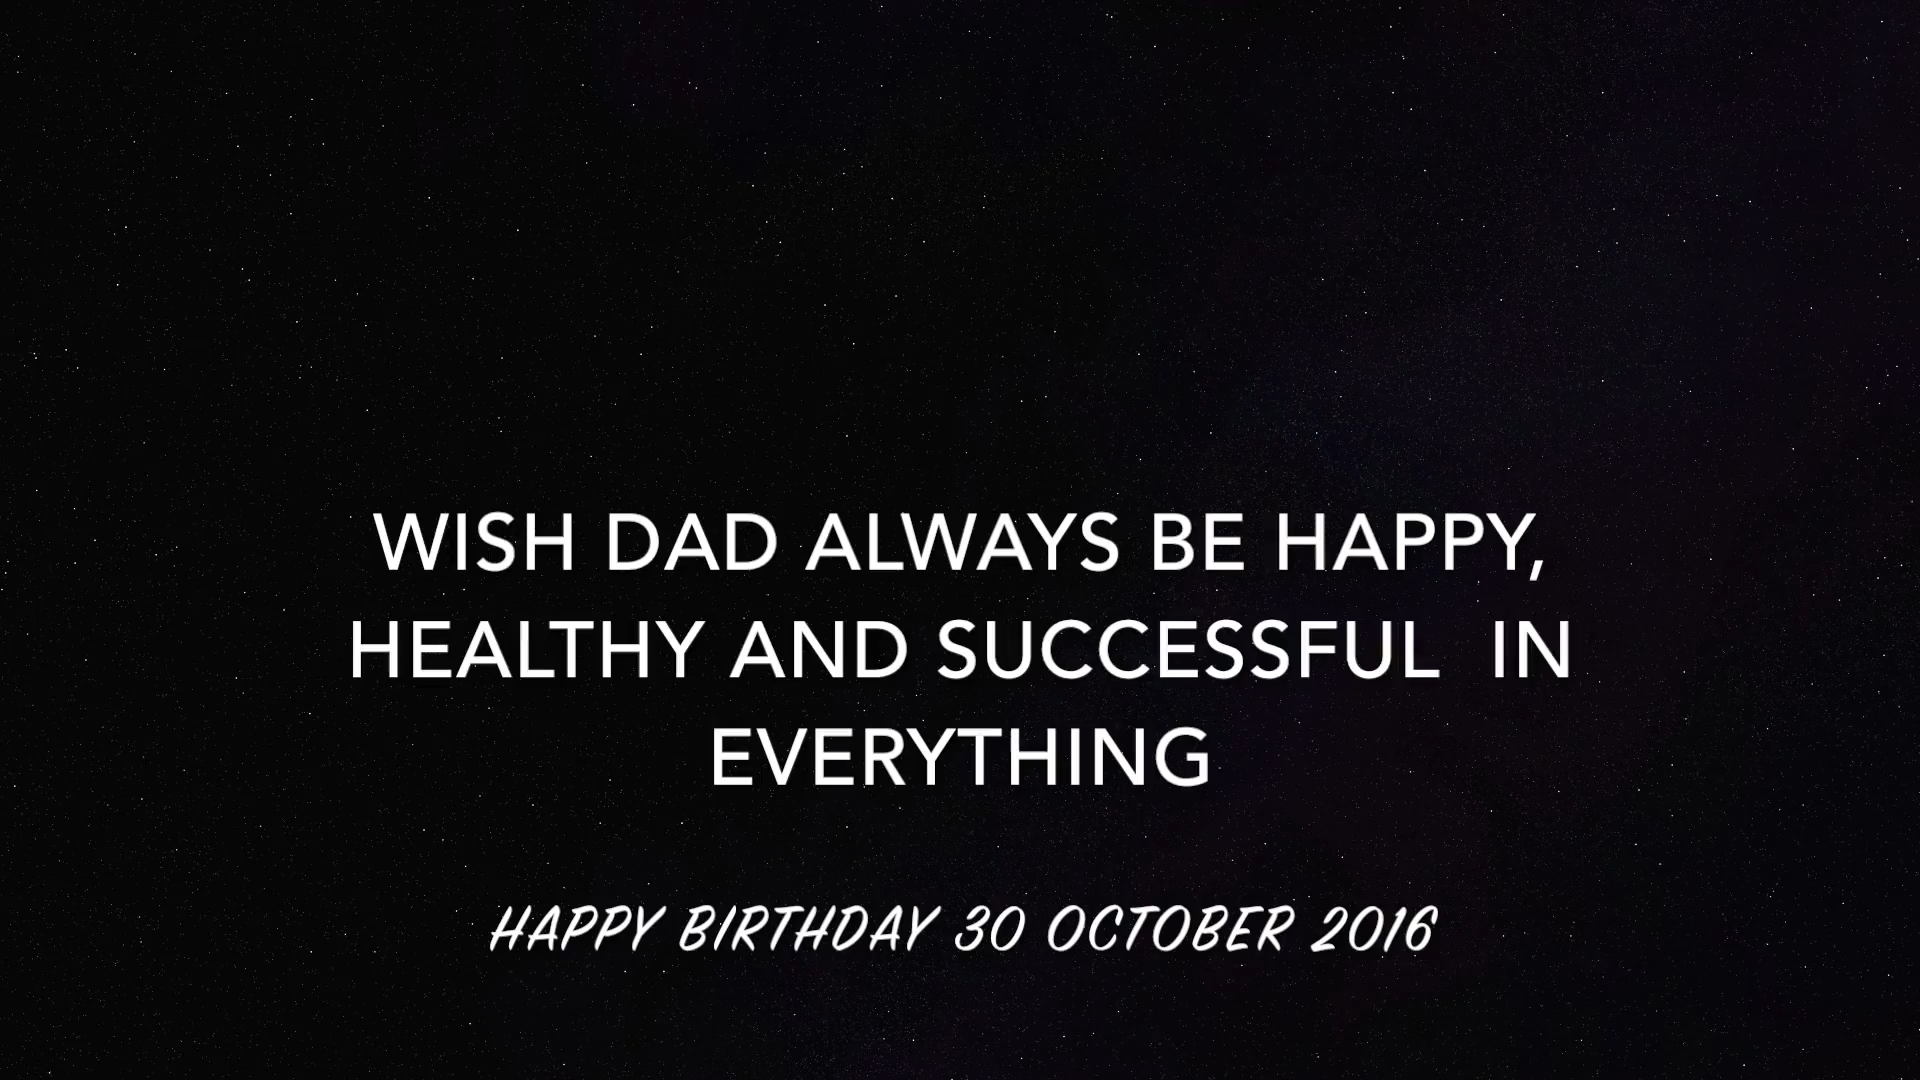 WISH DAD ALWAYS BE HAPPY,
HEALTHY AND SUCCESSFUL  IN
EVERYTHING
HAPPY BIRTHDAY 30 OCTOBER 2016